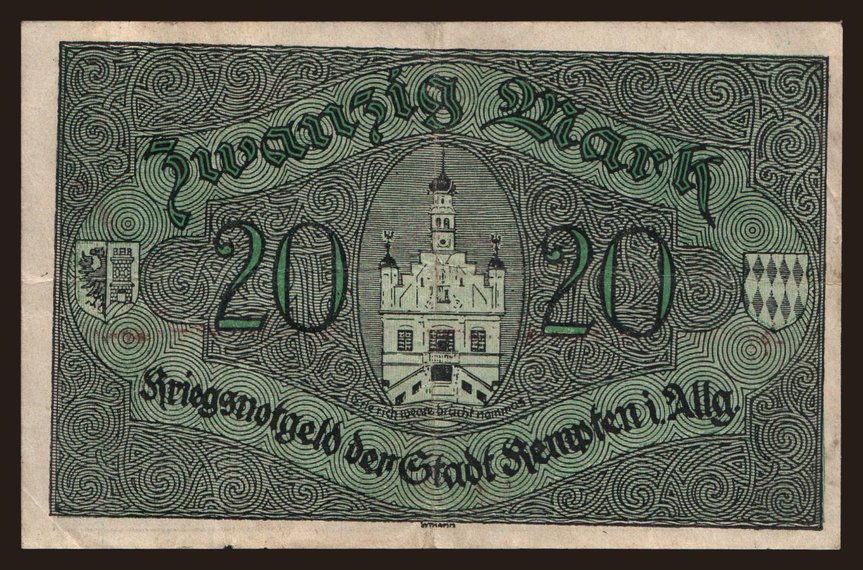 Zwanzig Mark
20 20
Kriegsnotgeld der Stadt Kempten i. Allg.